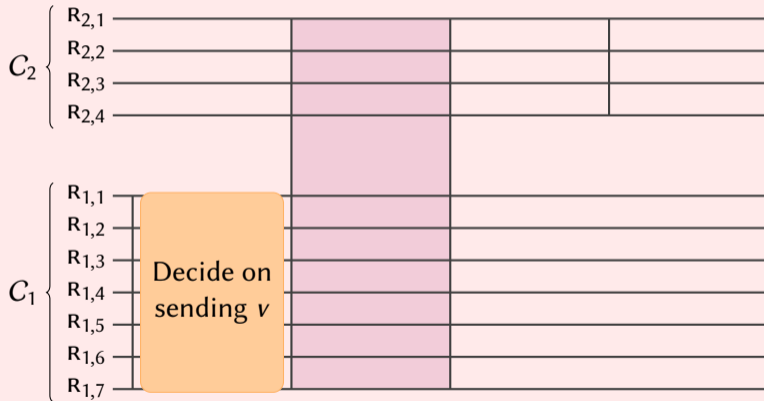 C₂
R₂,₁
R₂,₂
R₂,₃
R₂,₄
C₁
R₁,₁
R₁,₂
R₁,₃
R₁,₄
R₁,₅
R₁,₆
R₁,₇
Decide on
sending v